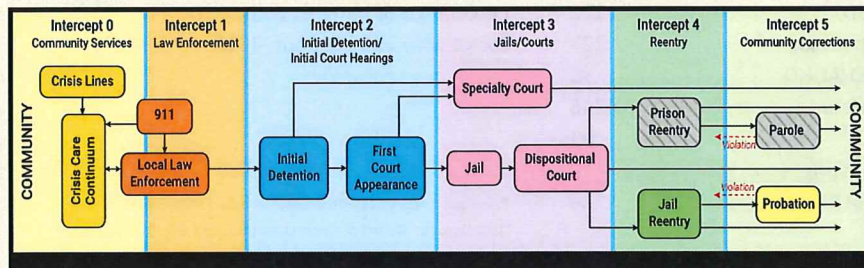 Intercept 0
Community Services
Intercept 1
Law Enforcement
Intercept 2
Initial Detention/
Initial Court Hearings
Intercept 3
Jails/Courts
Intercept 4
Reentry
Intercept 5
Community Corrections
COMMUNITY
Crisis Lines
Crisis Care
Continuum
911
Local Law
Enforcement
Initial
Detention
First
Court
Appearance
Specialty Court
Jail
Dispositional
Court
Prison
Reentry
Parole
Violation
Jail
Reentry
Violation
Probation
COMMUNITY